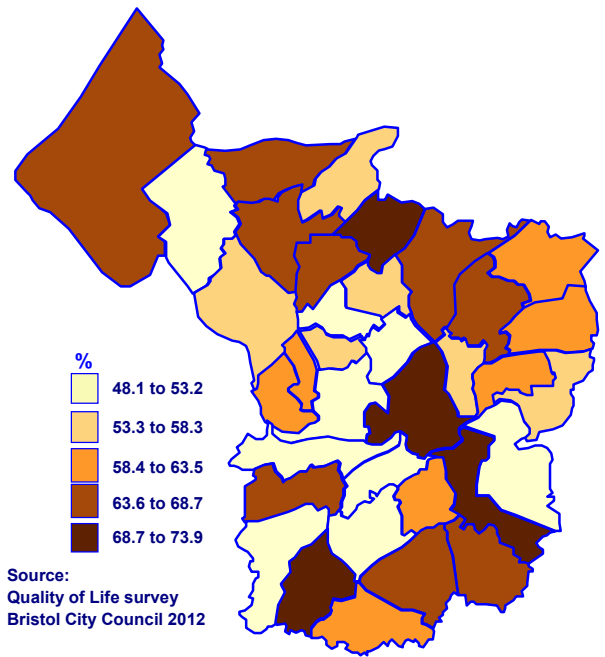 %
48.1 to 53.2
53.3 to 58.3
58.4 to 63.5
63.6 to 68.7
68.7 to 73.9
Source:
Quality of Life survey
Bristol City Council 2012